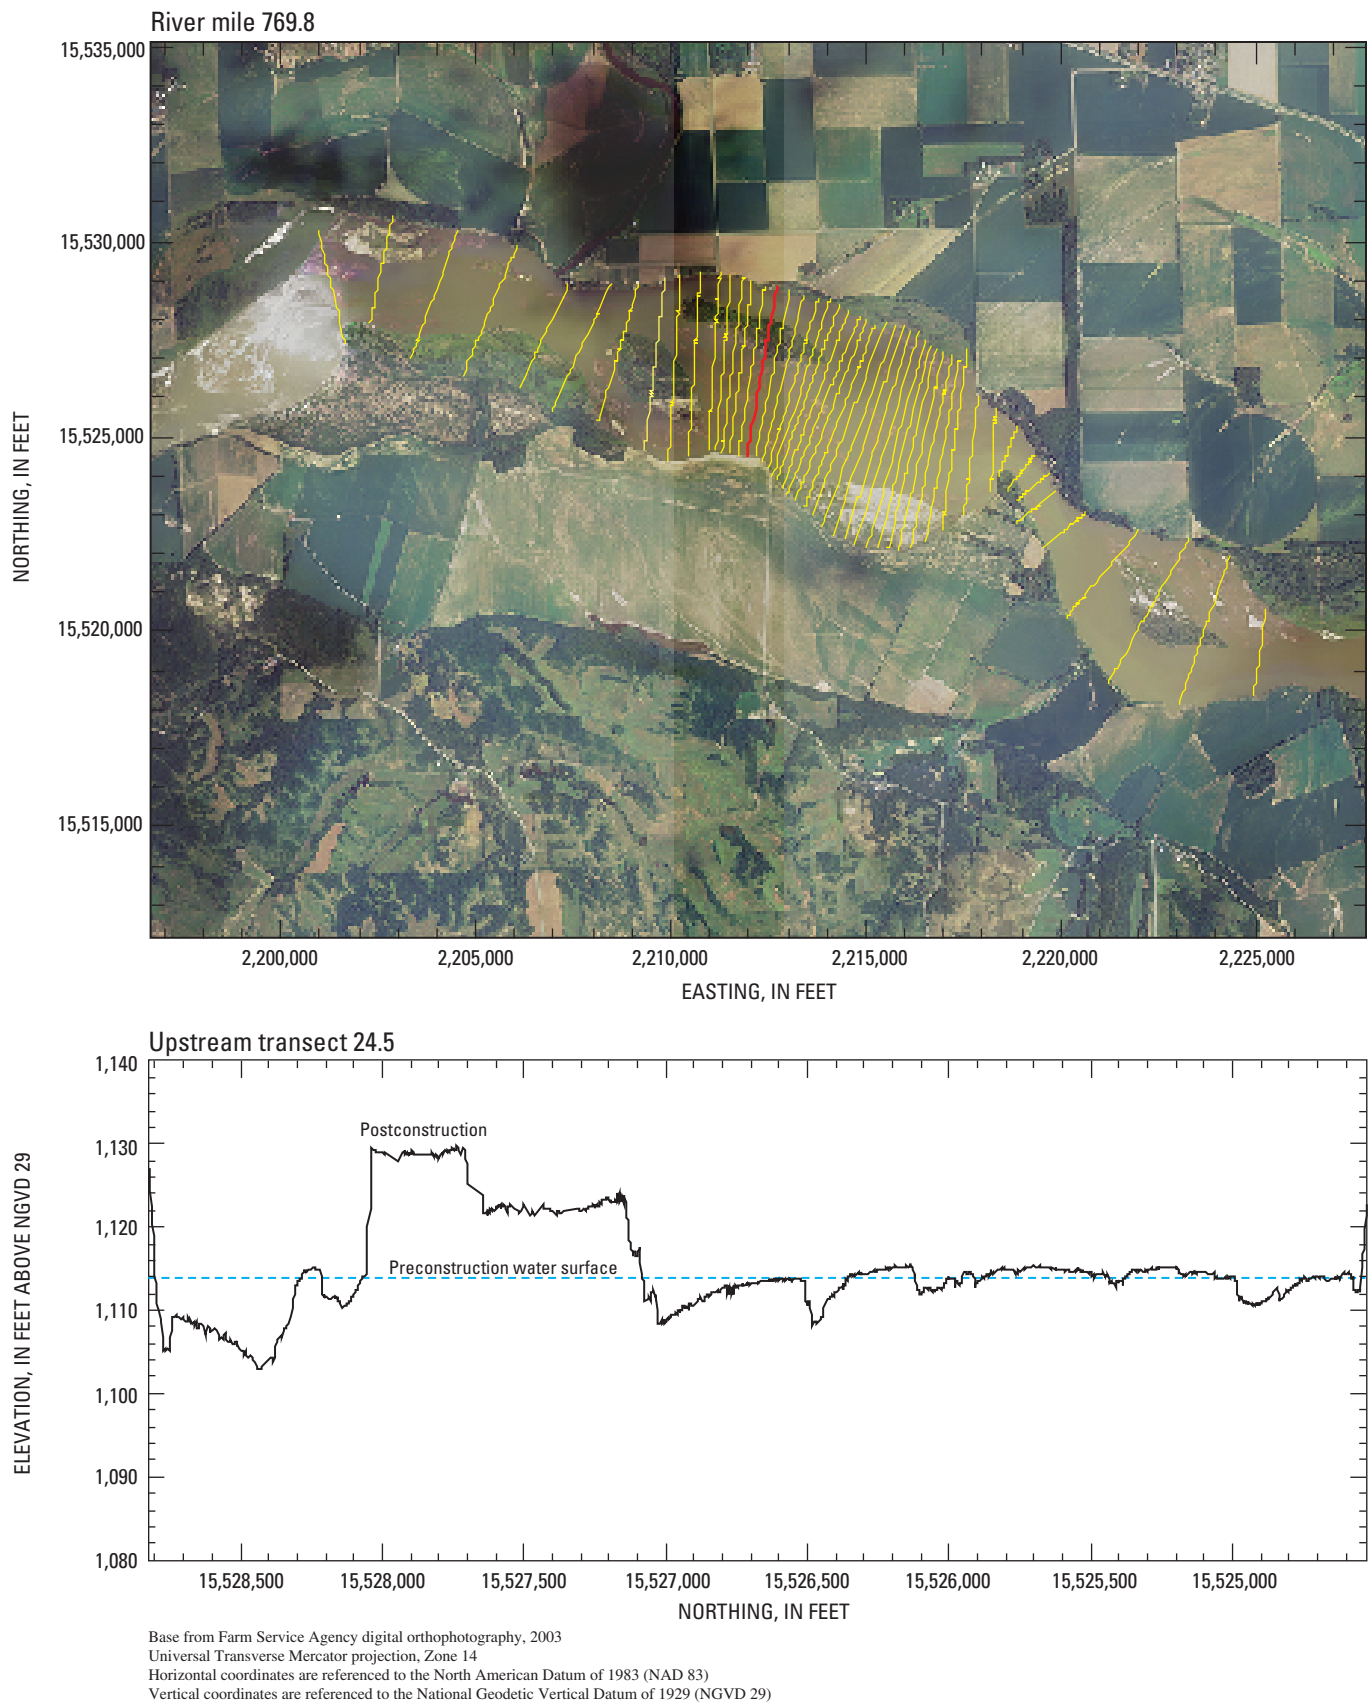 River mile 769.8
15,535,000
15,530,000
15,525,000
15,520,000
15,515,000
NORTHING, IN FEET
2,200,000
2,205,000
2,210,000
2,215,000
2,220,000
2,225,000
EASTING, IN FEET
Upstream transect 24.5
1,140
1,130
1,120
1,110
1,100
1,090
1,080
ELEVATION, IN FEET ABOVE NGVD 29
Postconstruction
Preconstruction water surface
15,528,500
15,528,000
15,527,500
15,527,000
15,526,500
15,526,000
15,525,500
15,525,000
NORTHING, IN FEET
Base from Farm Service Agency digital orthophotography, 2003
Universal Transverse Mercator projection, Zone 14
Horizontal coordinates are referenced to the North American Datum of 1983 (NAD 83)
Vertical coordinates are referenced to the National Geodetic Vertical Datum of 1929 (NGVD 29)